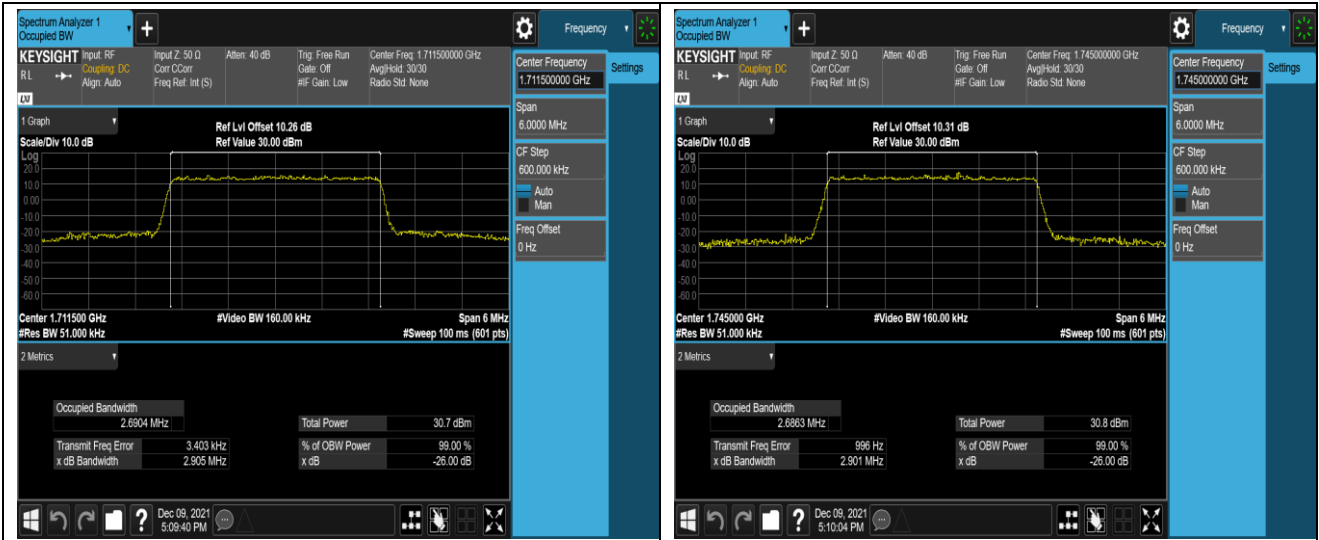 Spectrum Analyzer 1
Occupied BW
+
Frequency
KEYSIGHT Input: RF Input Z: 50 Ω Atten: 40 dB Trig: Free Run Center Freq: 1.711500000 GHz
RL Coupling: DC Corr CCorr Gate: Off Avg|Hold: 30/30
Align: Auto Freq Ref: Int (S) #IF Gain: Low Radio Std: None
LXI
Center Frequency
1.711500000 GHz
Settings
Span
6.0000 MHz
CF Step
600.000 kHz
Auto
Man
Freq Offset
0 Hz
1 Graph
Ref Lvl Offset 10.26 dB
Scale/Div 10.0 dB Ref Value 30.00 dBm
Log
20.0
10.0
0.00
-10.0
-20.0
-30.0
-40.0
-50.0
-60.0
Center 1.711500 GHz #Video BW 160.00 kHz Span 6 MHz
#Res BW 51.000 kHz #Sweep 100 ms (601 pts)
2 Metrics
Occupied Bandwidth
2.6904 MHz Total Power 30.7 dBm
Transmit Freq Error 3.403 kHz % of OBW Power 99.00 %
x dB Bandwidth 2.905 MHz x dB -26.00 dB
? Dec 09, 2021
5:09:40 PM
Spectrum Analyzer 1
Occupied BW
+
Frequency
KEYSIGHT Input: RF Input Z: 50 Ω Atten: 40 dB Trig: Free Run Center Freq: 1.745000000 GHz
RL Coupling: DC Corr CCorr Gate: Off Avg|Hold: 30/30
Align: Auto Freq Ref: Int (S) #IF Gain: Low Radio Std: None
LXI
Center Frequency
1.745000000 GHz
Settings
Span
6.0000 MHz
CF Step
600.000 kHz
Auto
Man
Freq Offset
0 Hz
1 Graph
Ref Lvl Offset 10.31 dB
Scale/Div 10.0 dB Ref Value 30.00 dBm
Log
20.0
10.0
0.00
-10.0
-20.0
-30.0
-40.0
-50.0
-60.0
Center 1.745000 GHz #Video BW 160.00 kHz Span 6 MHz
#Res BW 51.000 kHz #Sweep 100 ms (601 pts)
2 Metrics
Occupied Bandwidth
2.6863 MHz Total Power 30.8 dBm
Transmit Freq Error 996 Hz % of OBW Power 99.00 %
x dB Bandwidth 2.901 MHz x dB -26.00 dB
? Dec 09, 2021
5:10:04 PM